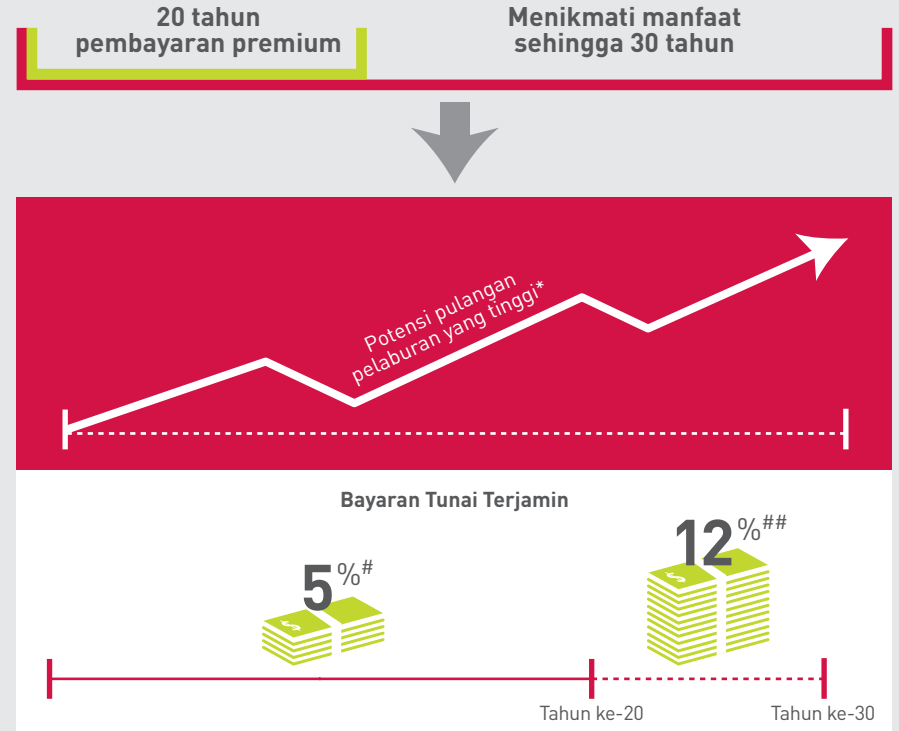 20 tahun
pembayaran premium
Menikmati manfaat
sehingga 30 tahun
Potensi pulangan
pelaburan yang tinggi*
Bayaran Tunai Terjamin
5%#
12%##
Tahun ke-20
Tahun ke-30